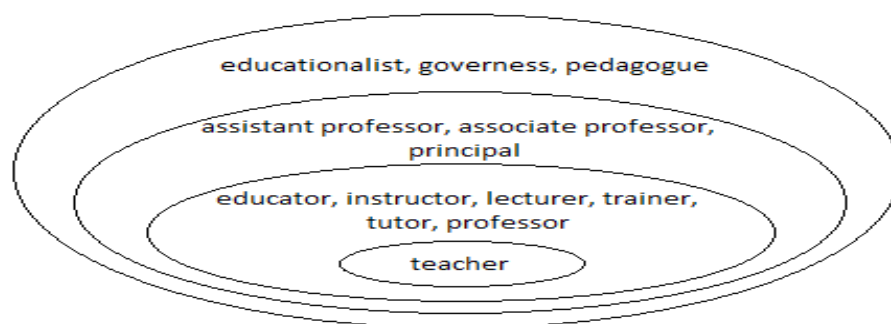 educationalist, governess, pedagogue
assistant professor, associate professor,
principal
educator, instructor, lecturer, trainer,
tutor, professor
teacher